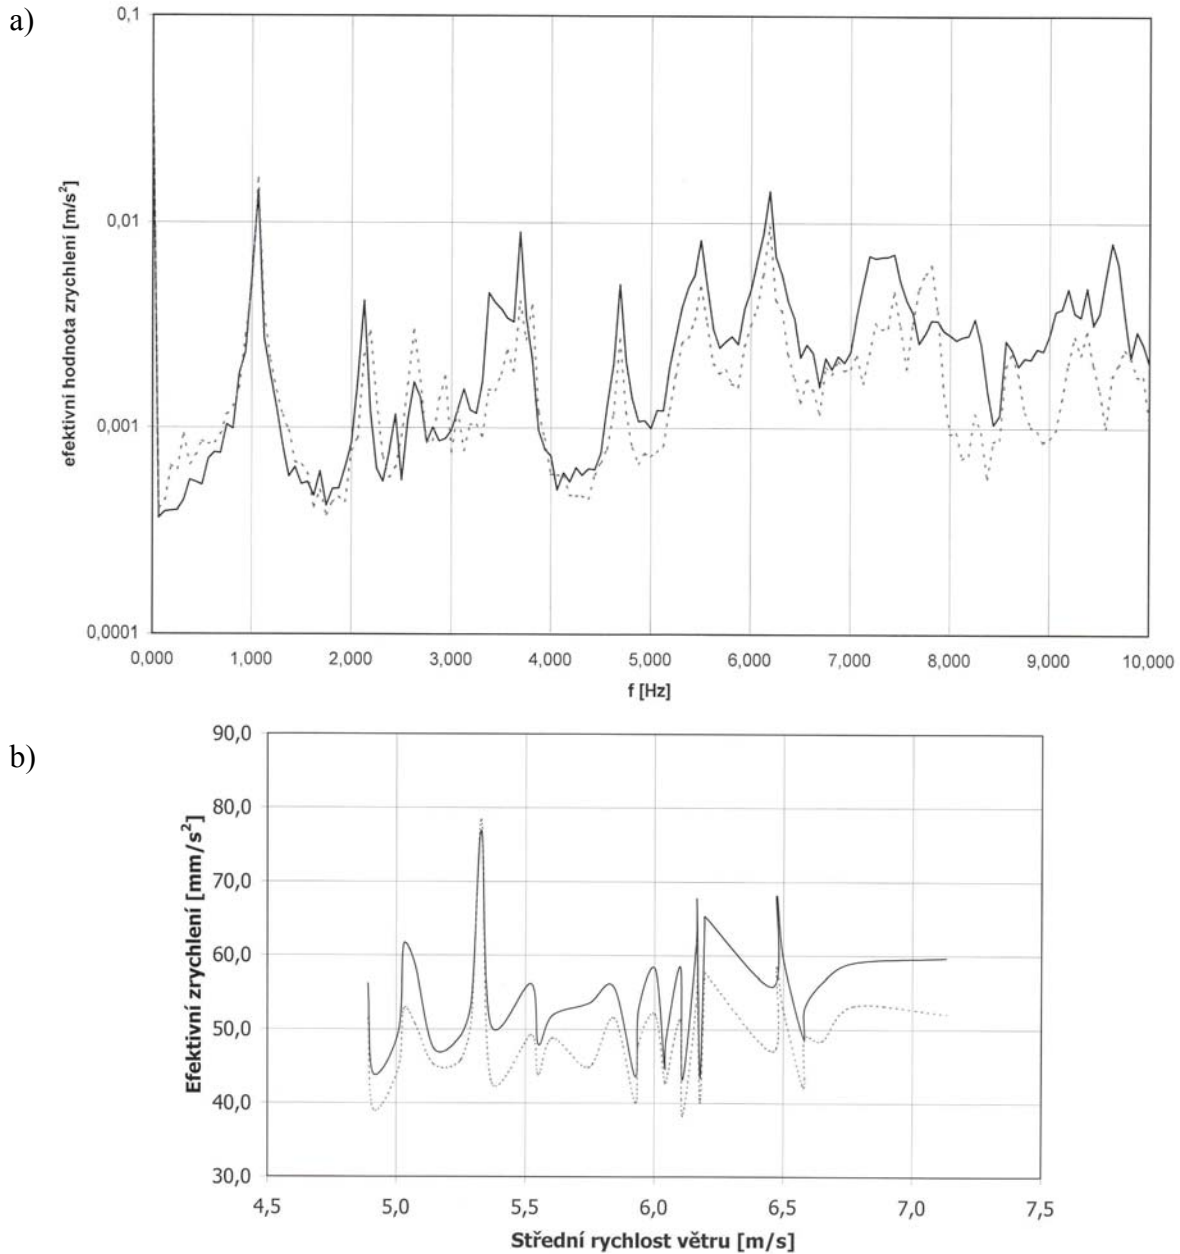 a)
0,1
0,01
0,001
0,0001
efektivní hodnota zrychlení [m/s²]
0,000 1,000 2,000 3,000 4,000 5,000 6,000 7,000 8,000 9,000 10,000
f [Hz]
b)
90,0
80,0
70,0
60,0
50,0
40,0
30,0
Efektivní zrychlení [mm/s²]
4,5 5,0 5,5 6,0 6,5 7,0 7,5
Střední rychlost větru [m/s]